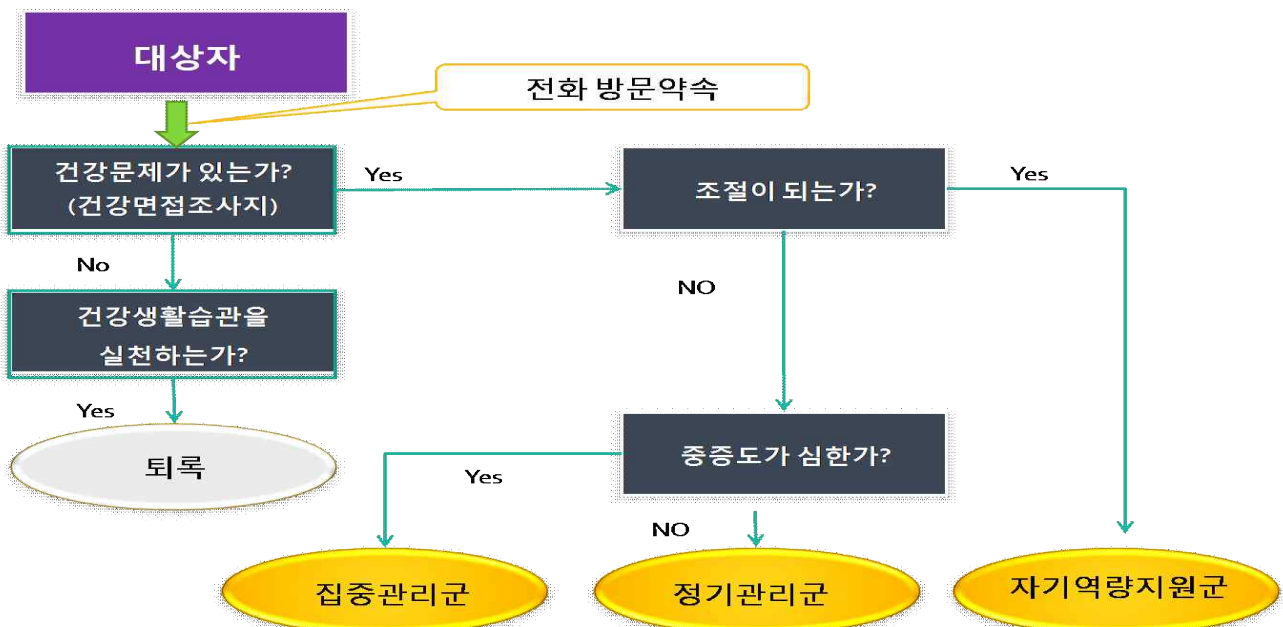 대상자
전화 방문약속
건강문제가 있는가?
(건강면접조사지)
Yes
조절이 되는가?
Yes
No
NO
건강생활습관을
실천하는가?
Yes
퇴록
중증도가 심한가?
Yes
NO
집중관리군
정기관리군
자기역량지원군